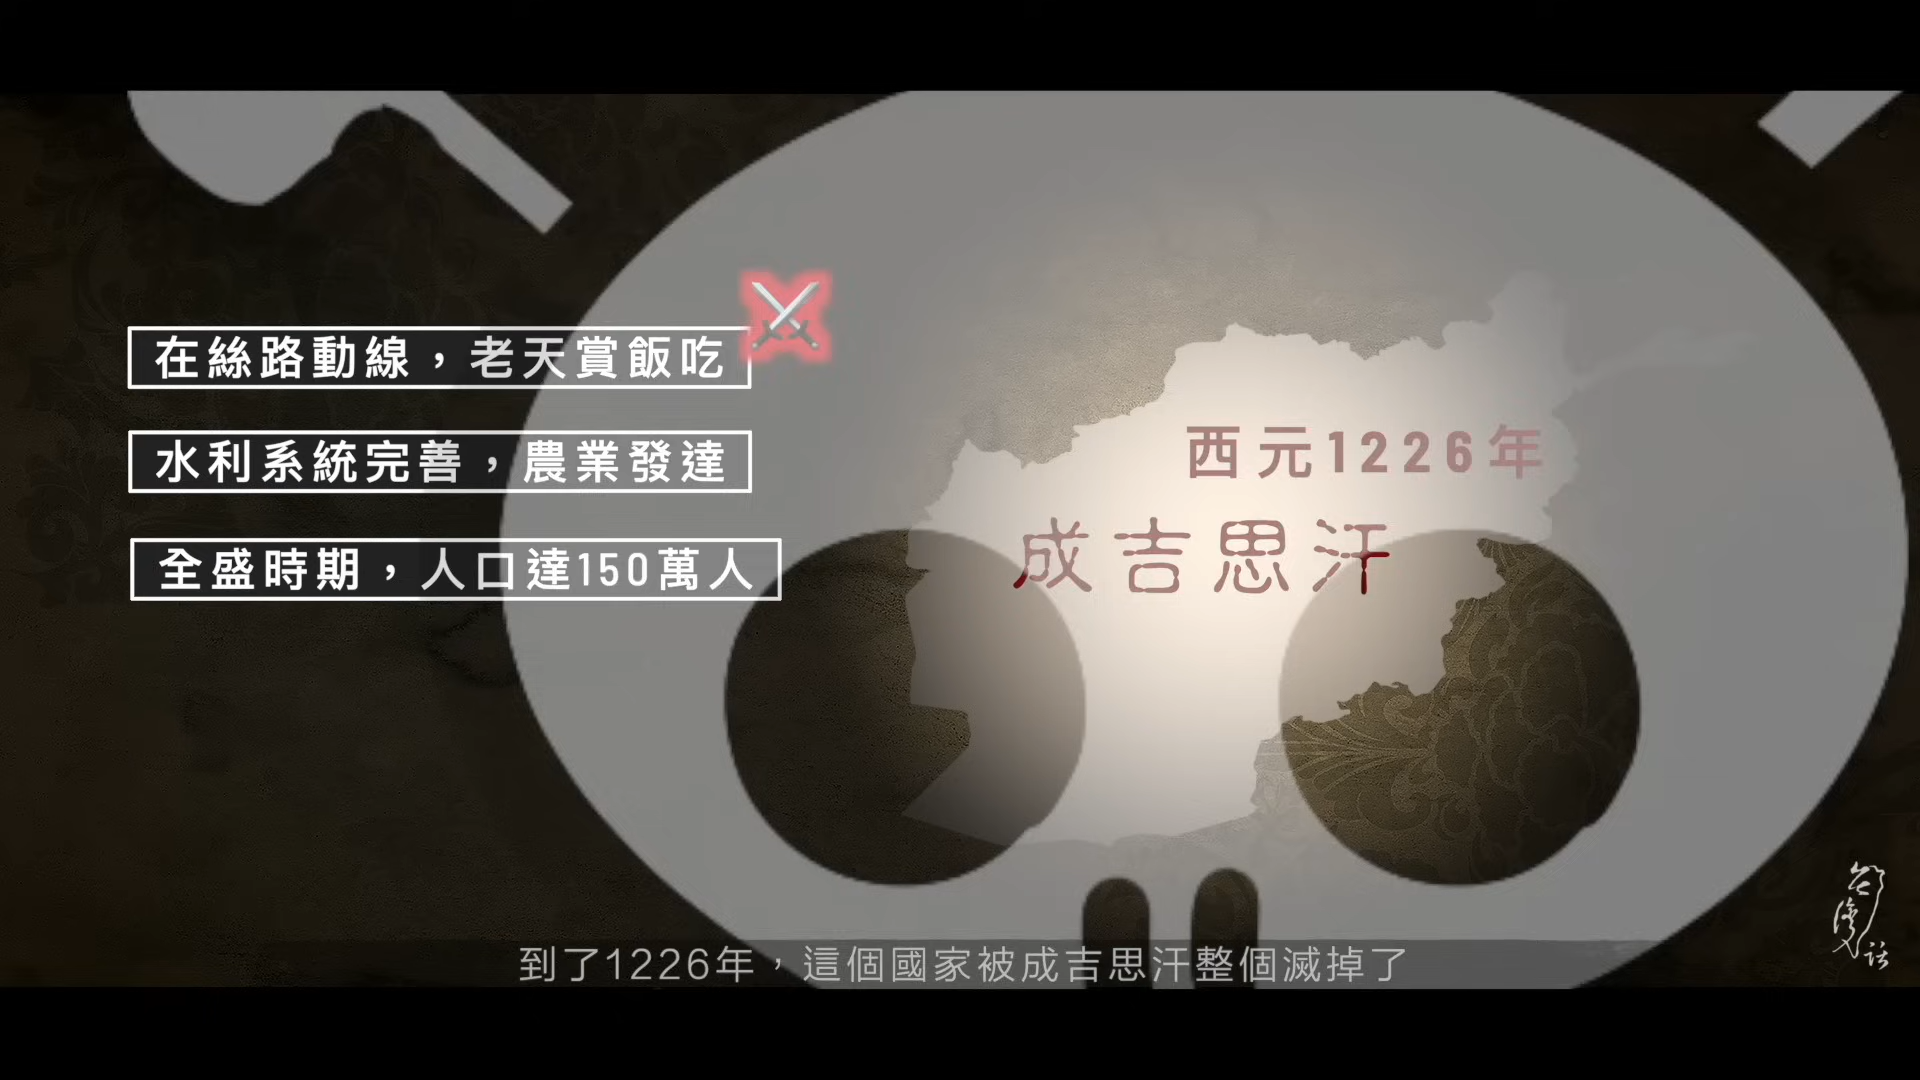 在絲路動線，老天賞飯吃
水利系統完善，農業發達
全盛時期，人口達150萬人
西元1226年
成吉思汗
到了1226年，這個國家被成吉思汗整個滅掉了